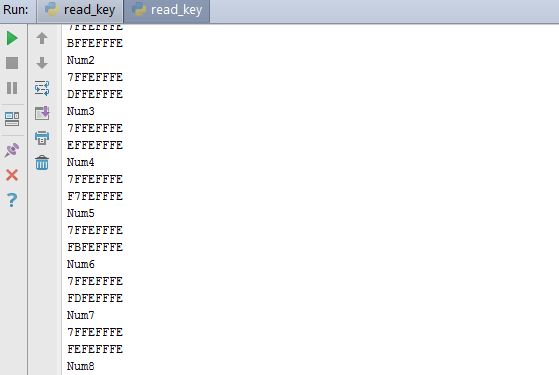 Run: read_key read_key
7FFEFFFE
BFFEFFFE
Num2
7FFEFFFE
DFFEFFFE
Num3
7FFEFFFE
EFFEFFFE
Num4
7FFEFFFE
F7FEFFFE
Num5
7FFEFFFE
FBFEFFFE
Num6
7FFEFFFE
FDFEFFFE
Num7
7FFEFFFE
FEFEFFFE
Num8